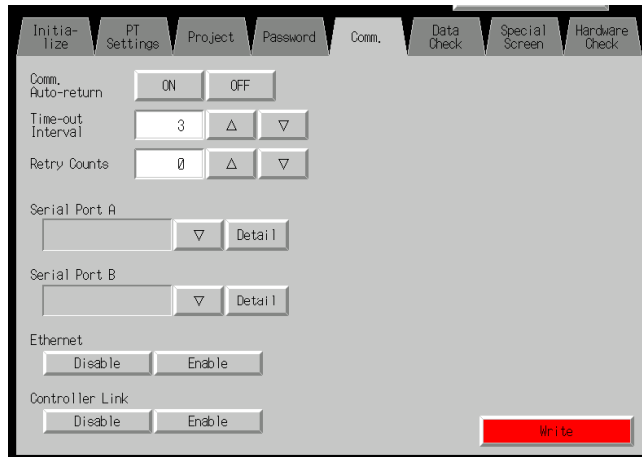 Initia-
lize
PT
Settings
Project
Password
Comm.
Data
Check
Special
Screen
Hardware
Check
Comm.
Auto-return
ON
OFF
Time-out
Interval
3
△
▽
Retry Counts
0
△
▽
Serial Port A
▽
Detail
Serial Port B
▽
Detail
Ethernet
Disable
Enable
Controller Link
Disable
Enable
Write